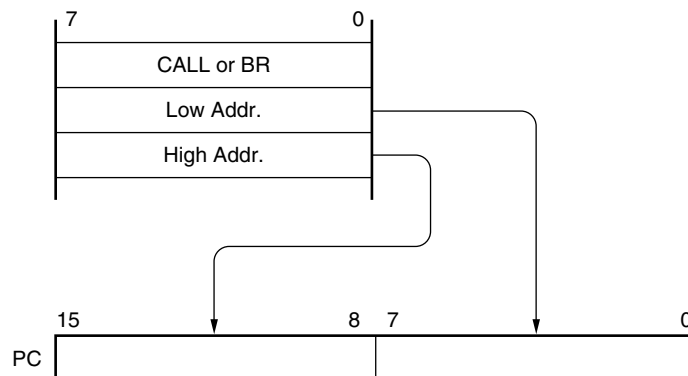 7 0
CALL or BR
Low Addr.
High Addr.
15 8 7 0
PC